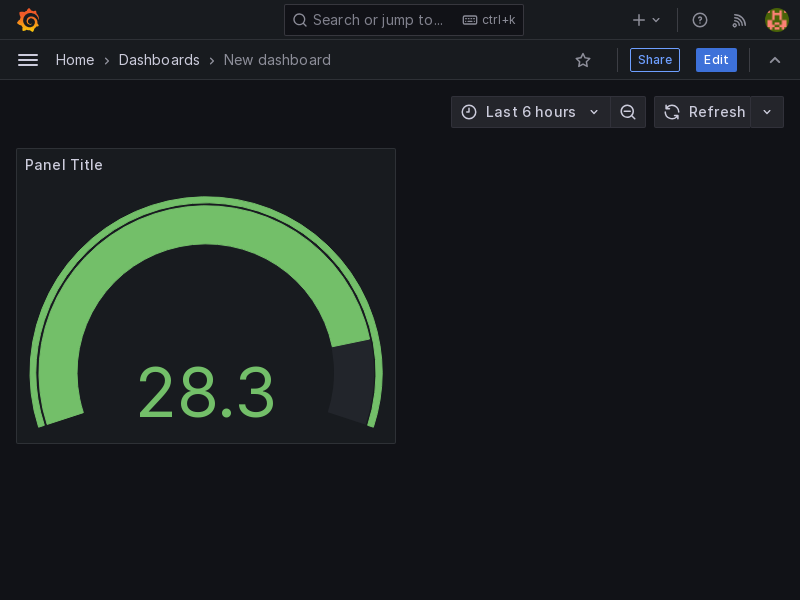 Search or jump to... ctrl+k
Home › Dashboards › New dashboard Share Edit
Last 6 hours Refresh
Panel Title
28.3